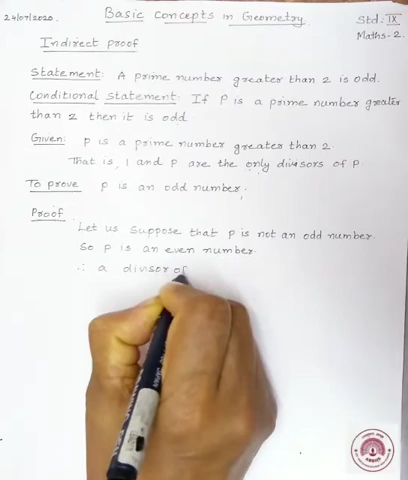 24/07/2020.
Basic concepts in Geometry.
Std: IX
Maths-2.
Indirect proof
Statement: A prime number greater than 2 is odd.
Conditional Statement: If P is a prime number greater
than 2 then it is odd.
Given: P is a prime number greater than 2
That is, 1 and P are the only divisors of P.
To prove P is an odd number.
Proof
Let us suppose that P is not an odd number.
So P is an even number.
∴ a divisor of